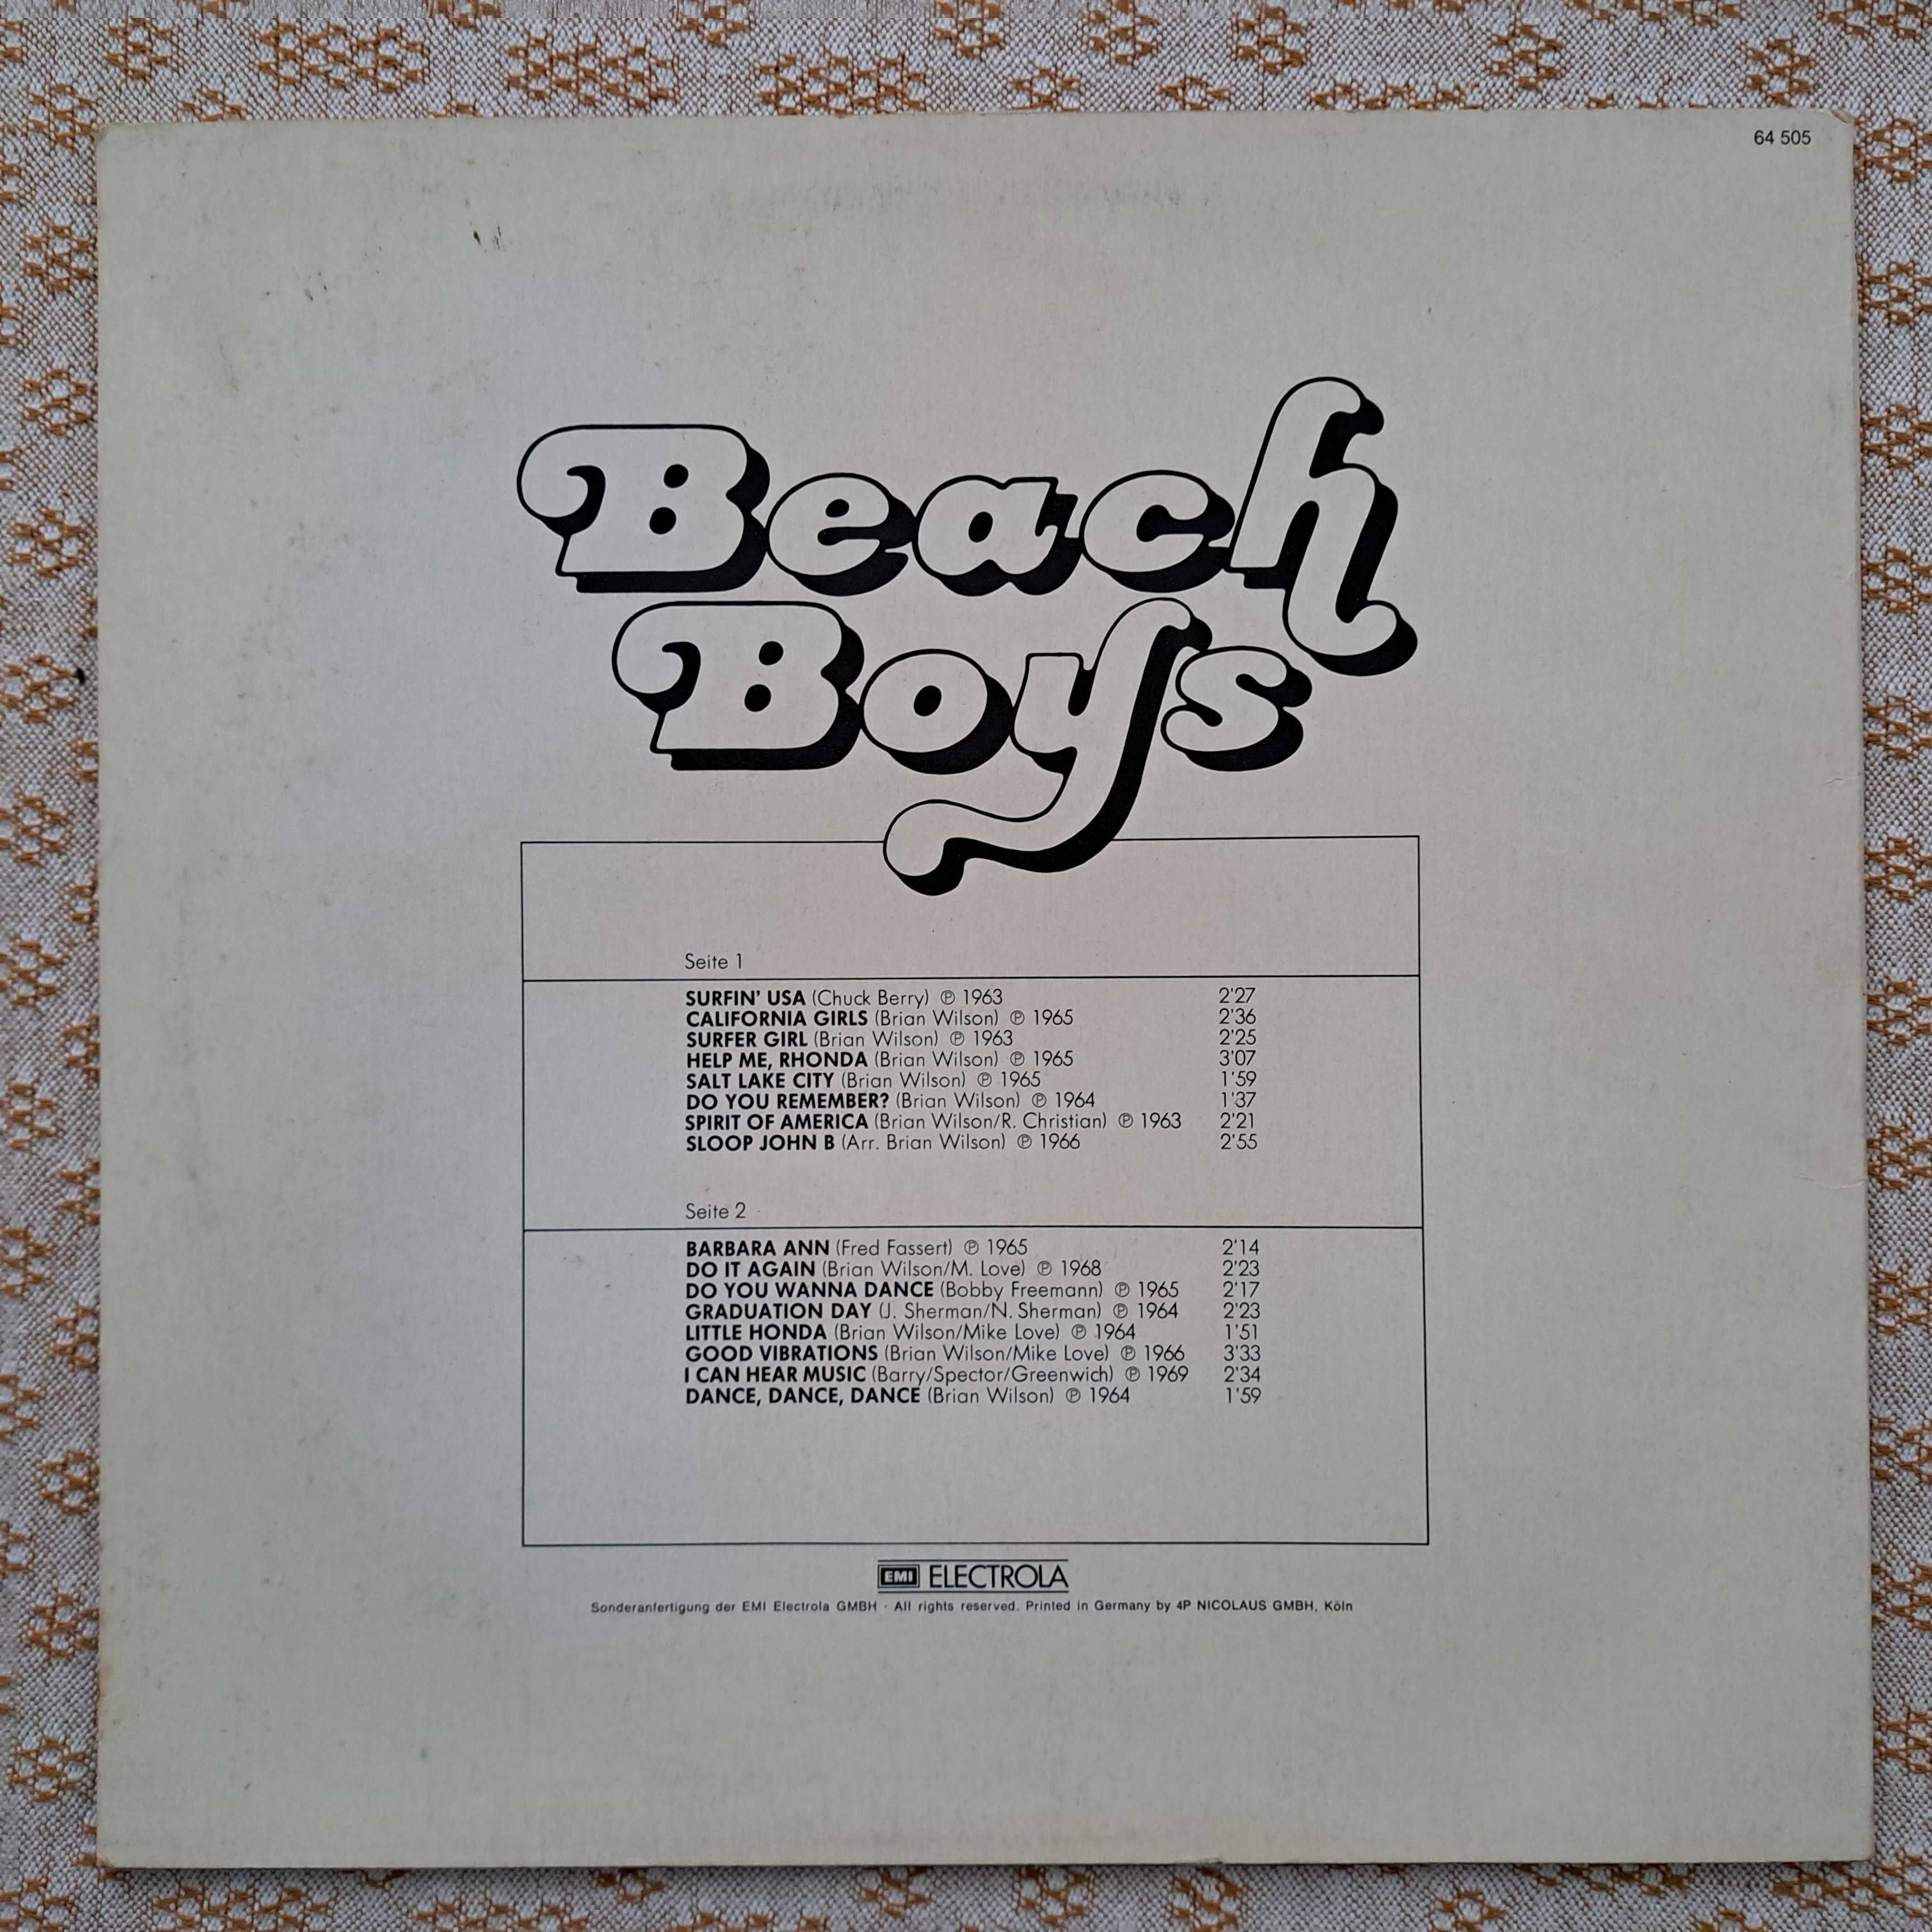 64 505
Beach
Boys
Seite 1
SURFIN' USA (Chuck Berry) ℗ 1963 2'27
CALIFORNIA GIRLS (Brian Wilson) ℗ 1965 2'36
SURFER GIRL (Brian Wilson) ℗ 1963 2'25
HELP ME, RHONDA (Brian Wilson) ℗ 1965 3'07
SALT LAKE CITY (Brian Wilson) ℗ 1965 1'59
DO YOU REMEMBER? (Brian Wilson) ℗ 1964 1'37
SPIRIT OF AMERICA (Brian Wilson/R. Christian) ℗ 1963 2'21
SLOOP JOHN B (Arr. Brian Wilson) ℗ 1966 2'55
Seite 2
BARBARA ANN (Fred Fassert) ℗ 1965 2'14
DO IT AGAIN (Brian Wilson/M. Love) ℗ 1968 2'23
DO YOU WANNA DANCE (Bobby Freemann) ℗ 1965 2'17
GRADUATION DAY (J. Sherman/N. Sherman) ℗ 1964 2'23
LITTLE HONDA (Brian Wilson/Mike Love) ℗ 1964 1'51
GOOD VIBRATIONS (Brian Wilson/Mike Love) ℗ 1966 3'33
I CAN HEAR MUSIC (Barry/Spector/Greenwich) ℗ 1969 2'34
DANCE, DANCE, DANCE (Brian Wilson) ℗ 1964 1'59
EMI ELECTROLA
Sonderanfertigung der EMI Electrola GMBH · All rights reserved. Printed in Germany by 4P NICOLAUS GMBH, Köln